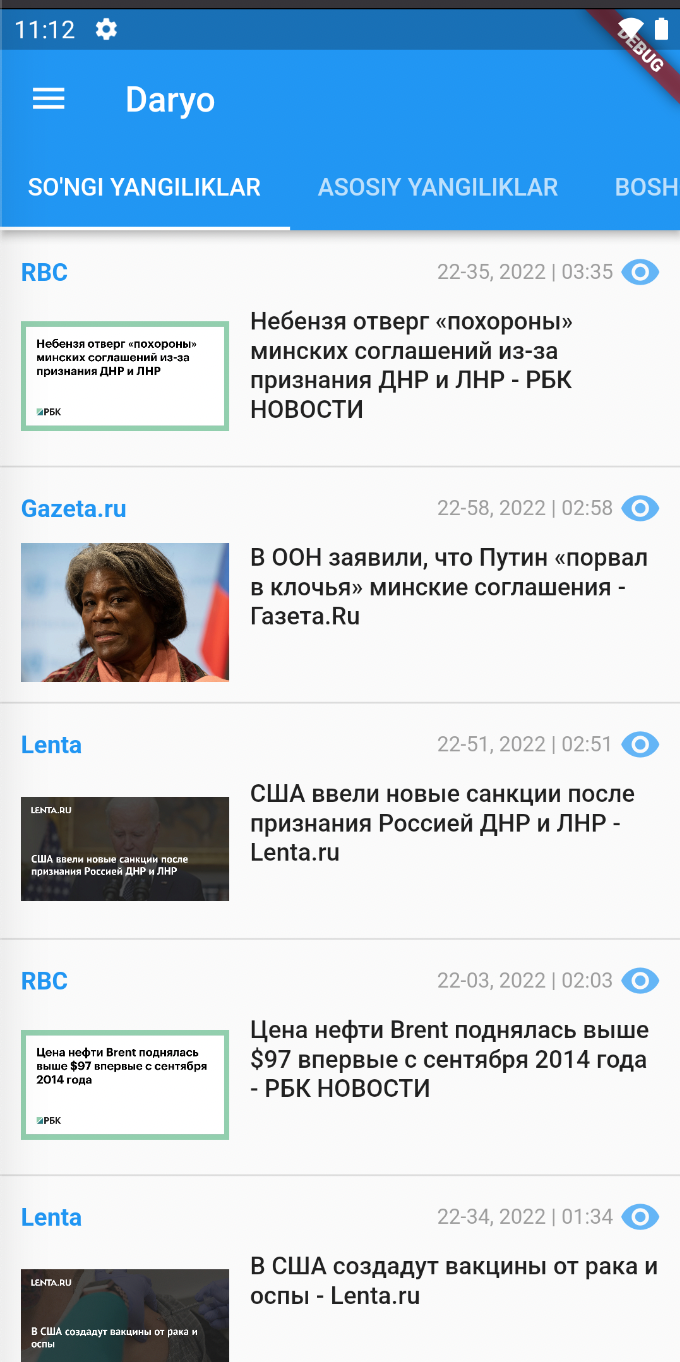 11:12
DEBUG
Daryo
SO'NGI YANGILIKLAR
ASOSIY YANGILIKLAR
BOSH
RBC
22-35, 2022 | 03:35
Небензя отверг «похороны»
минских соглашений из-за
признания ДНР и ЛНР
РБК
Небензя отверг «похороны»
минских соглашений из-за
признания ДНР и ЛНР - РБК
НОВОСТИ
Gazeta.ru
22-58, 2022 | 02:58
В ООН заявили, что Путин «порвал
в клочья» минские соглашения -
Газета.Ru
Lenta
22-51, 2022 | 02:51
LENTA.RU
США ввели новые санкции после
признания Россией ДНР и ЛНР
США ввели новые санкции после
признания Россией ДНР и ЛНР -
Lenta.ru
RBC
22-03, 2022 | 02:03
Цена нефти Brent поднялась
выше $97 впервые с сентября
2014 года
РБК
Цена нефти Brent поднялась выше
$97 впервые с сентября 2014 года
- РБК НОВОСТИ
Lenta
22-34, 2022 | 01:34
LENTA.RU
В США создадут вакцины от рака и
оспы
В США создадут вакцины от рака и
оспы - Lenta.ru